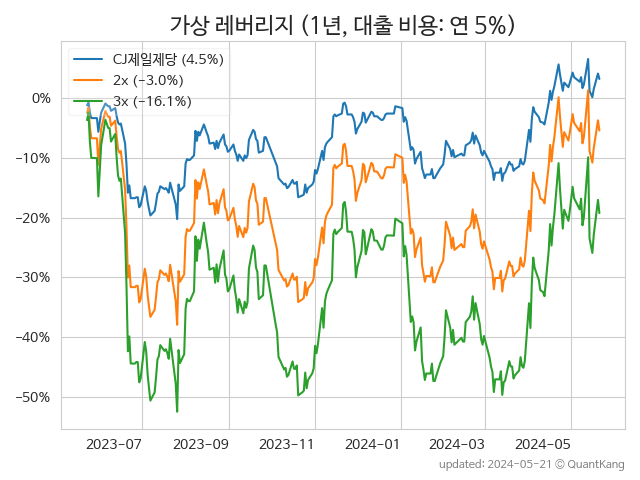 가상 레버리지 (1년, 대출 비용: 연 5%)
CJ제일제당 (4.5%)
2x (−3.0%)
3x (−16.1%)
0%
−10%
−20%
−30%
−40%
−50%
2023-07
2023-09
2023-11
2024-01
2024-03
2024-05
updated: 2024-05-21 © QuantKang